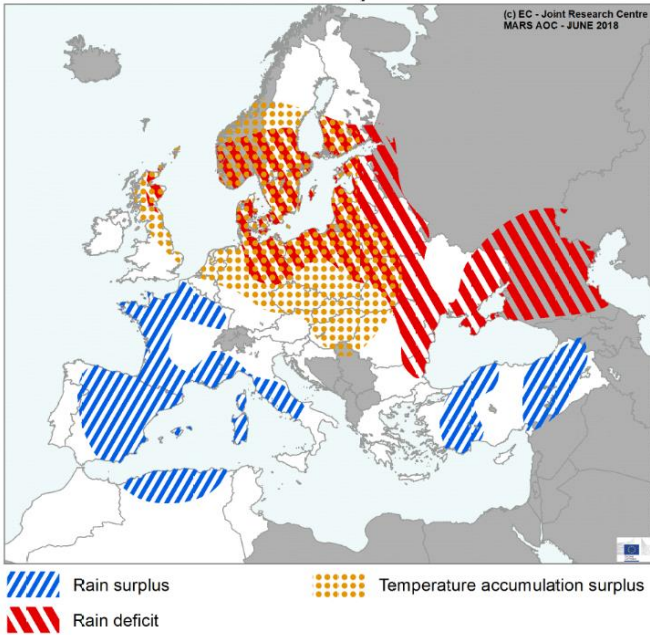 (c) EC - Joint Research Centre
MARS AOC - JUNE 2018
Rain surplus
Temperature accumulation surplus
Rain deficit